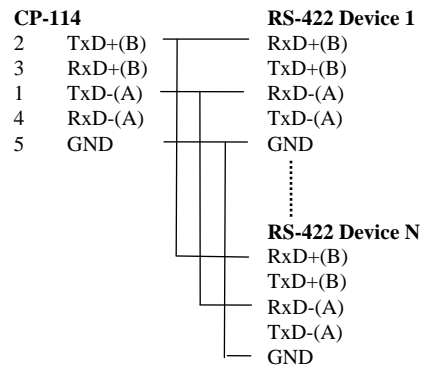 CP-114 RS-422 Device 1
2 TxD+(B) RxD+(B)
3 RxD+(B) TxD+(B)
1 TxD-(A) RxD-(A)
4 RxD-(A) TxD-(A)
5 GND GND
RS-422 Device N
RxD+(B)
TxD+(B)
RxD-(A)
TxD-(A)
GND